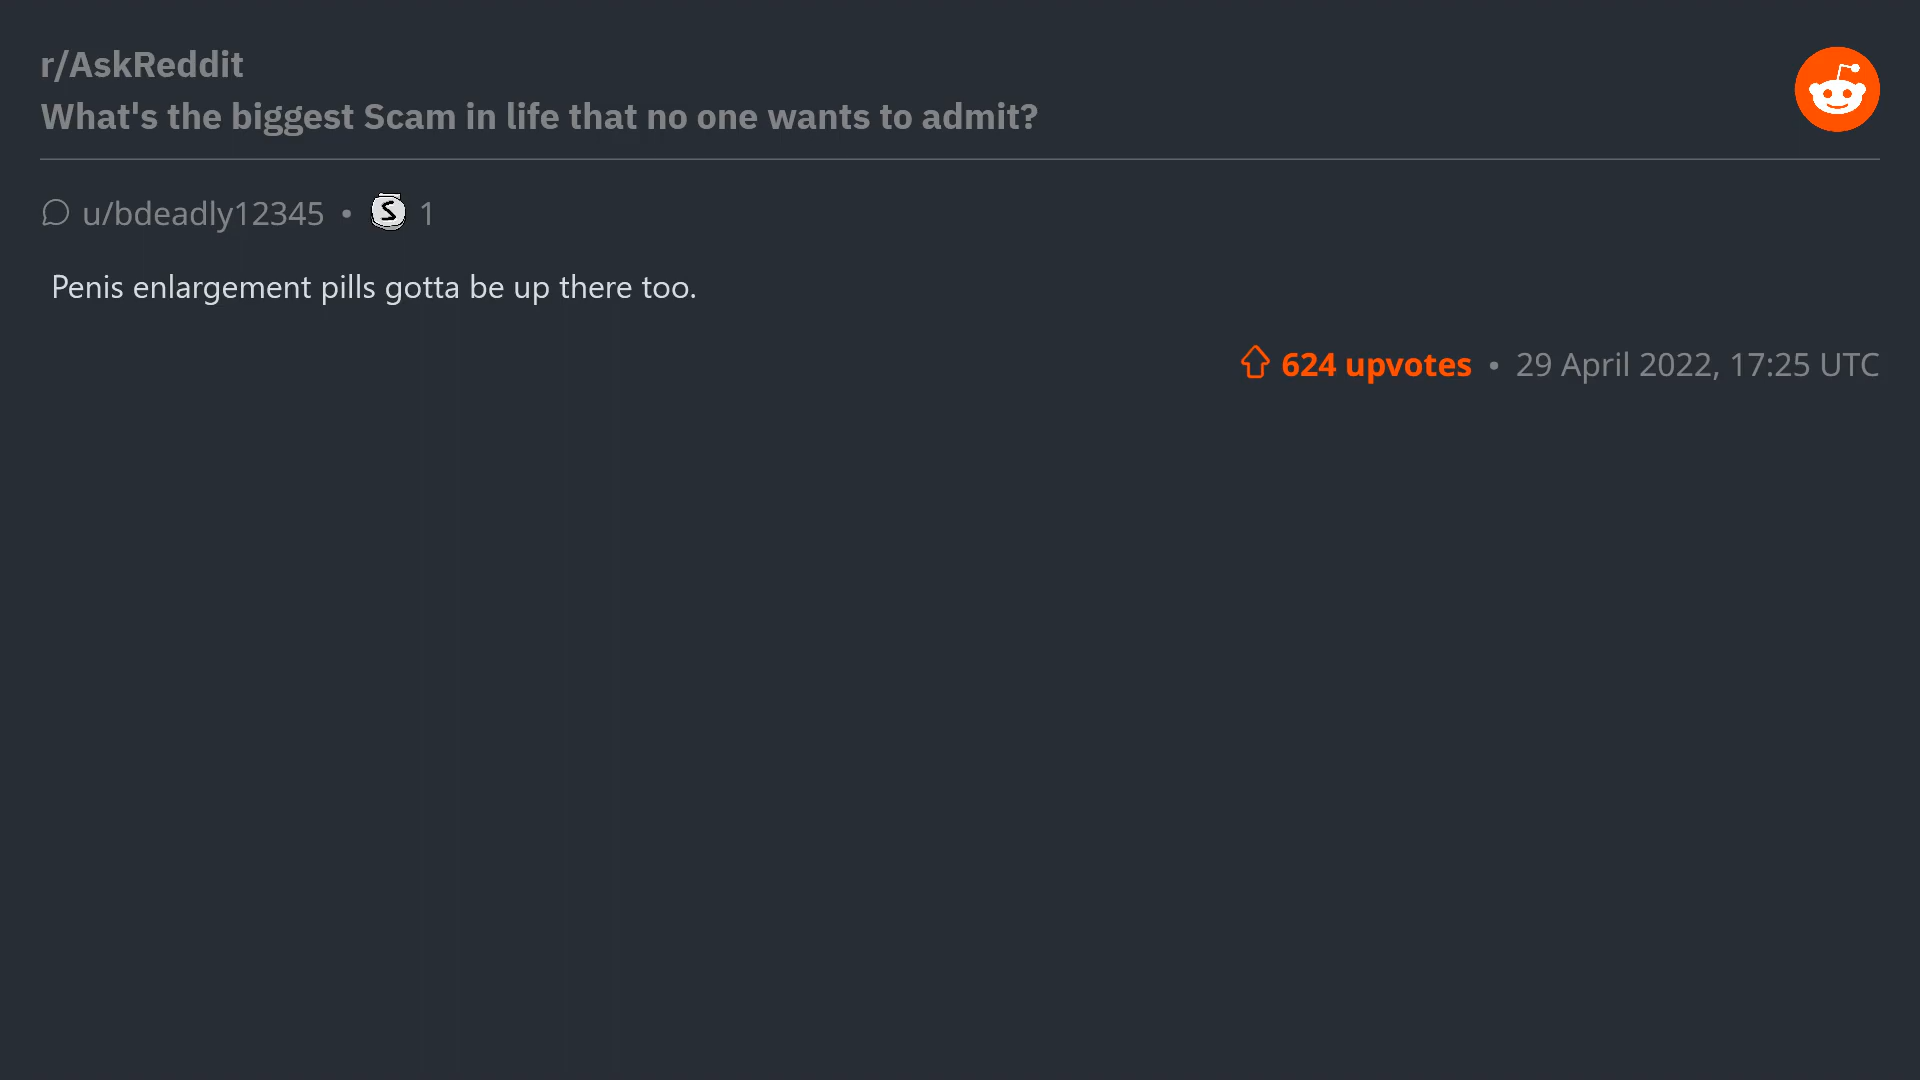 r/AskReddit
What's the biggest Scam in life that no one wants to admit?
u/bdeadly12345 • S 1
Penis enlargement pills gotta be up there too.
624 upvotes • 29 April 2022, 17:25 UTC